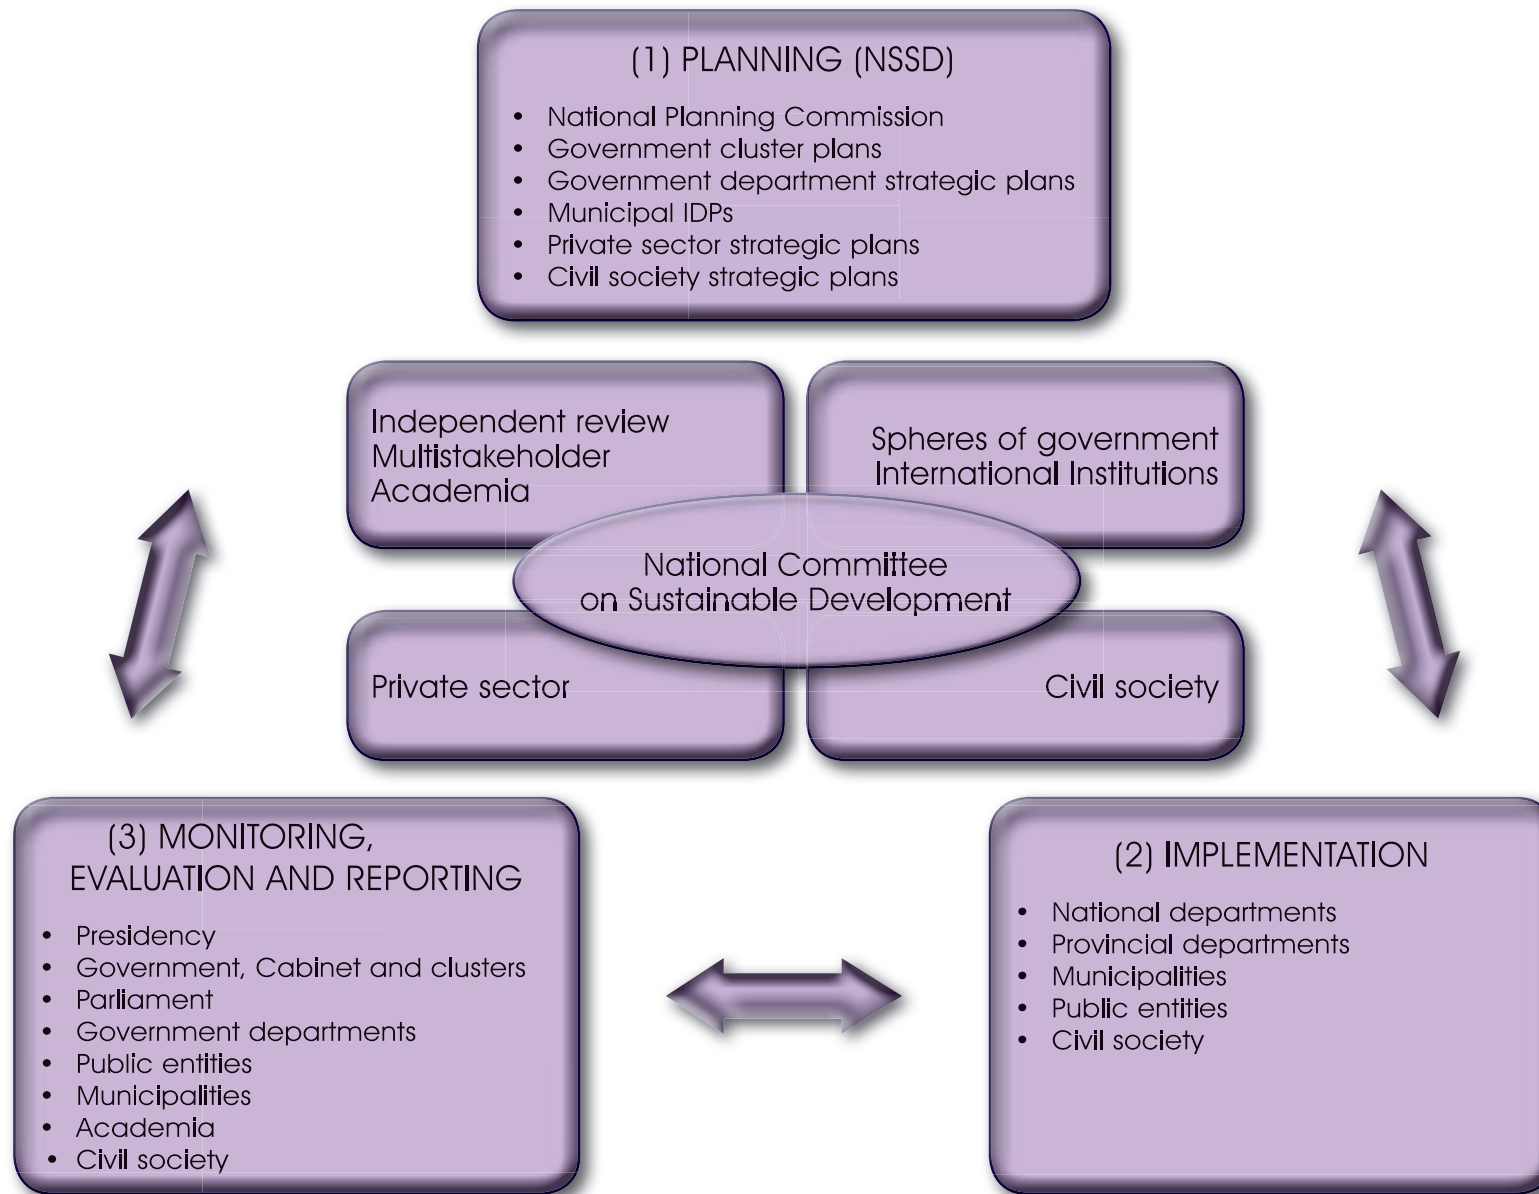 (1) PLANNING (NSSD)
• National Planning Commission
• Government cluster plans
• Government department strategic plans
• Municipal IDPs
• Private sector strategic plans
• Civil society strategic plans
Independent review
Multistakeholder
Academia
Spheres of government
International Institutions
National Committee
on Sustainable Development
Private sector
Civil society
(3) MONITORING,
EVALUATION AND REPORTING
• Presidency
• Government, Cabinet and clusters
• Parliament
• Government departments
• Public entities
• Municipalities
• Academia
• Civil society
(2) IMPLEMENTATION
• National departments
• Provincial departments
• Municipalities
• Public entities
• Civil society